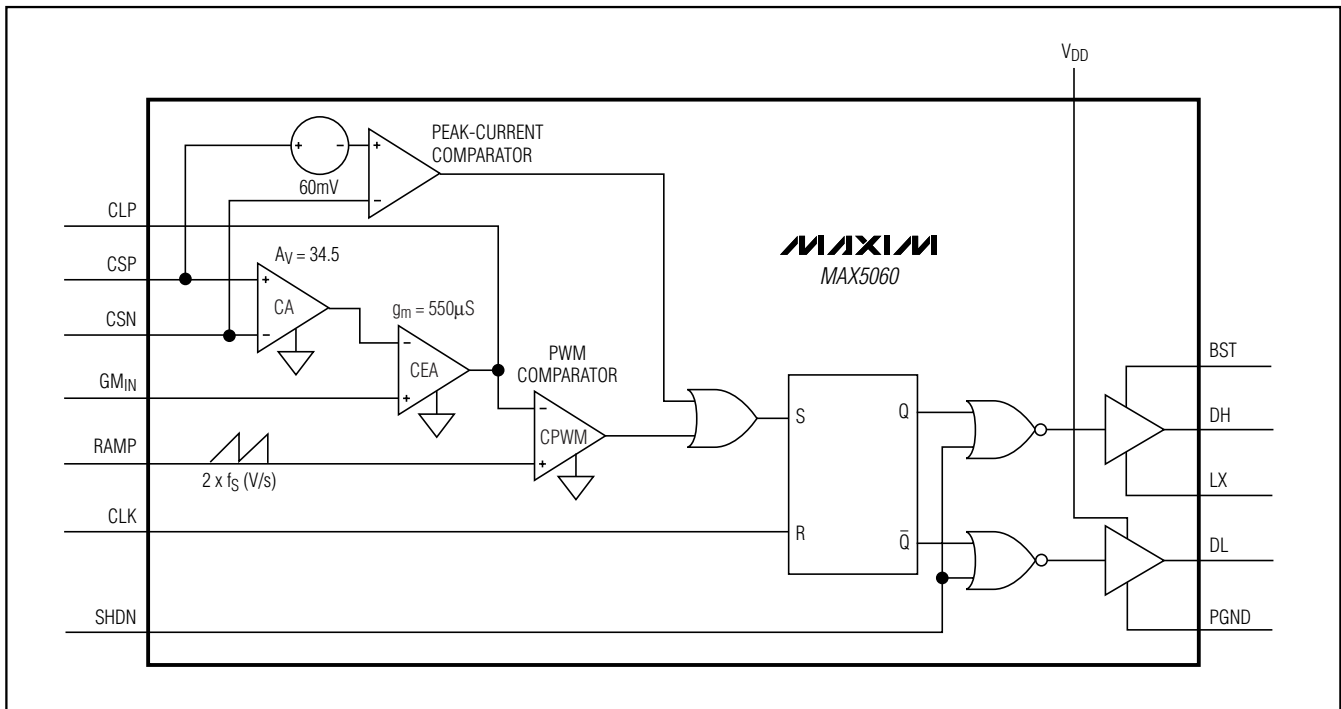 VDD
PEAK-CURRENT
COMPARATOR
+
−
+
−
60mV
CLP
CSP
CSN
GMIN
RAMP
CLK
SHDN
AV = 34.5
+
−
CA
gm = 550µS
−
+
CEA
PWM
COMPARATOR
−
+
CPWM
2 x fS (V/s)
MAXIM
MAX5060
S
R
Q
Q̅
BST
DH
LX
DL
PGND